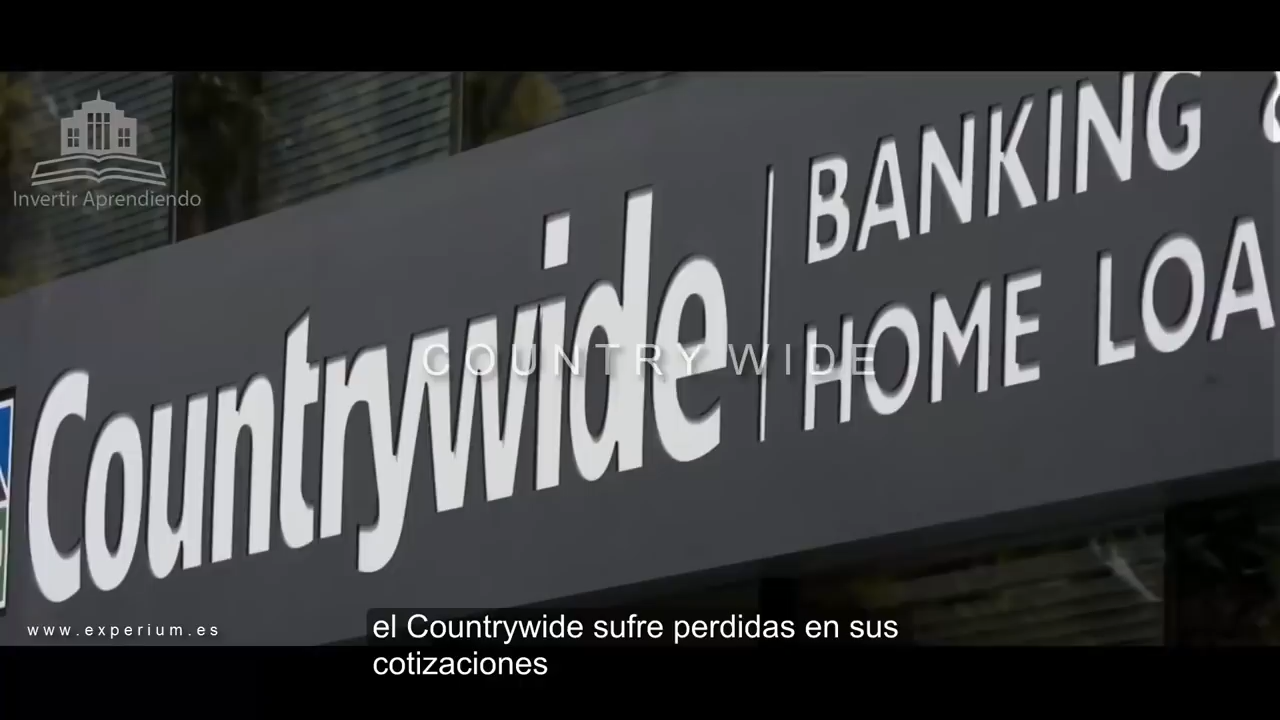 Invertir Aprendiendo
BANKING &
HOME LOA
Countrywide
COUNTRY WIDE
www.experium.es
el Countrywide sufre perdidas en sus
cotizaciones